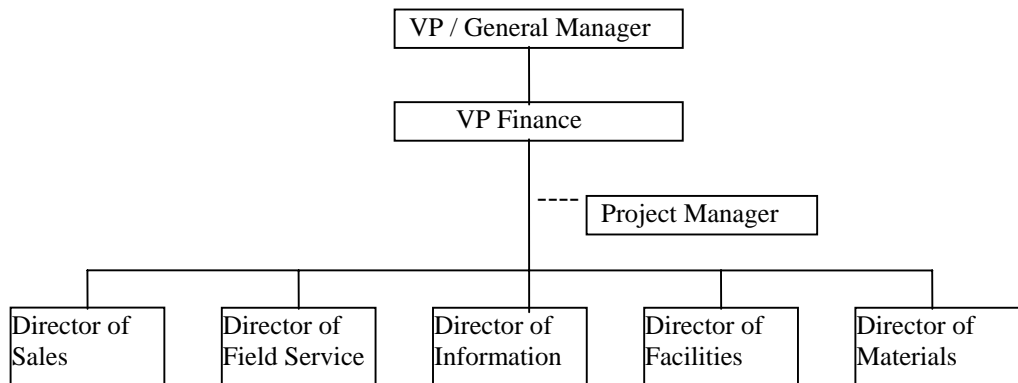 VP / General Manager
VP Finance
Project Manager
Director of
Sales
Director of
Field Service
Director of
Information
Director of
Facilities
Director of
Materials